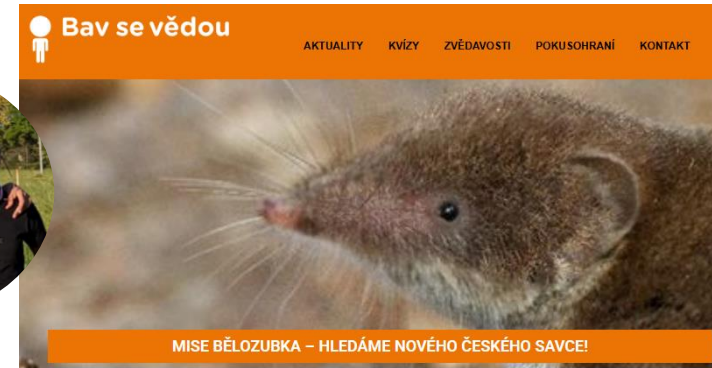 Bav se vědou
AKTUALITY KVÍZY ZVĚDAVOSTI POKUSOHRANÍ KONTAKT
MISE BĚLOZUBKA – HLEDÁME NOVÉHO ČESKÉHO SAVCE!